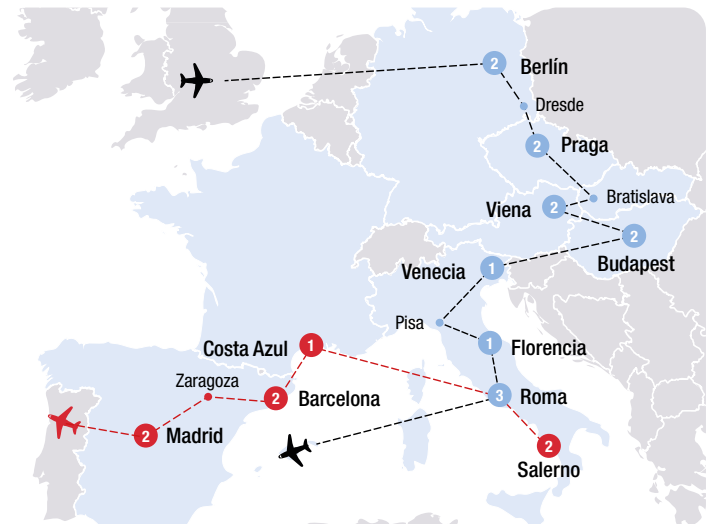 2 Berlín
Dresde
2 Praga
Bratislava
Viena 2
2
Budapest
Venecia 1
Pisa
1 Florencia
Costa Azul 1
Zaragoza
2 Barcelona
3 Roma
2 Madrid
2
Salerno